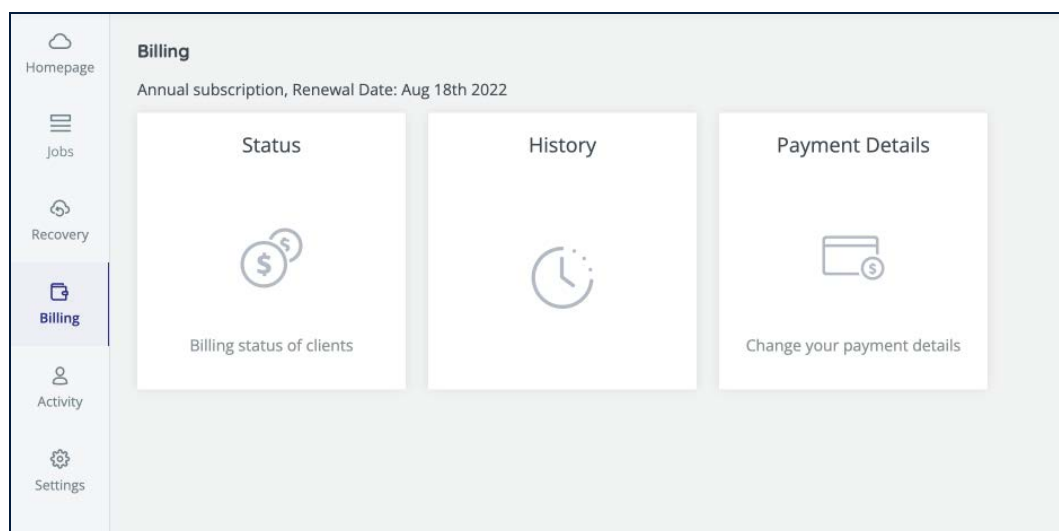 Homepage
Jobs
Recovery
Billing
Activity
Settings
Billing
Annual subscription, Renewal Date: Aug 18th 2022
Status
$
$
Billing status of clients
History
Payment Details
$
Change your payment details